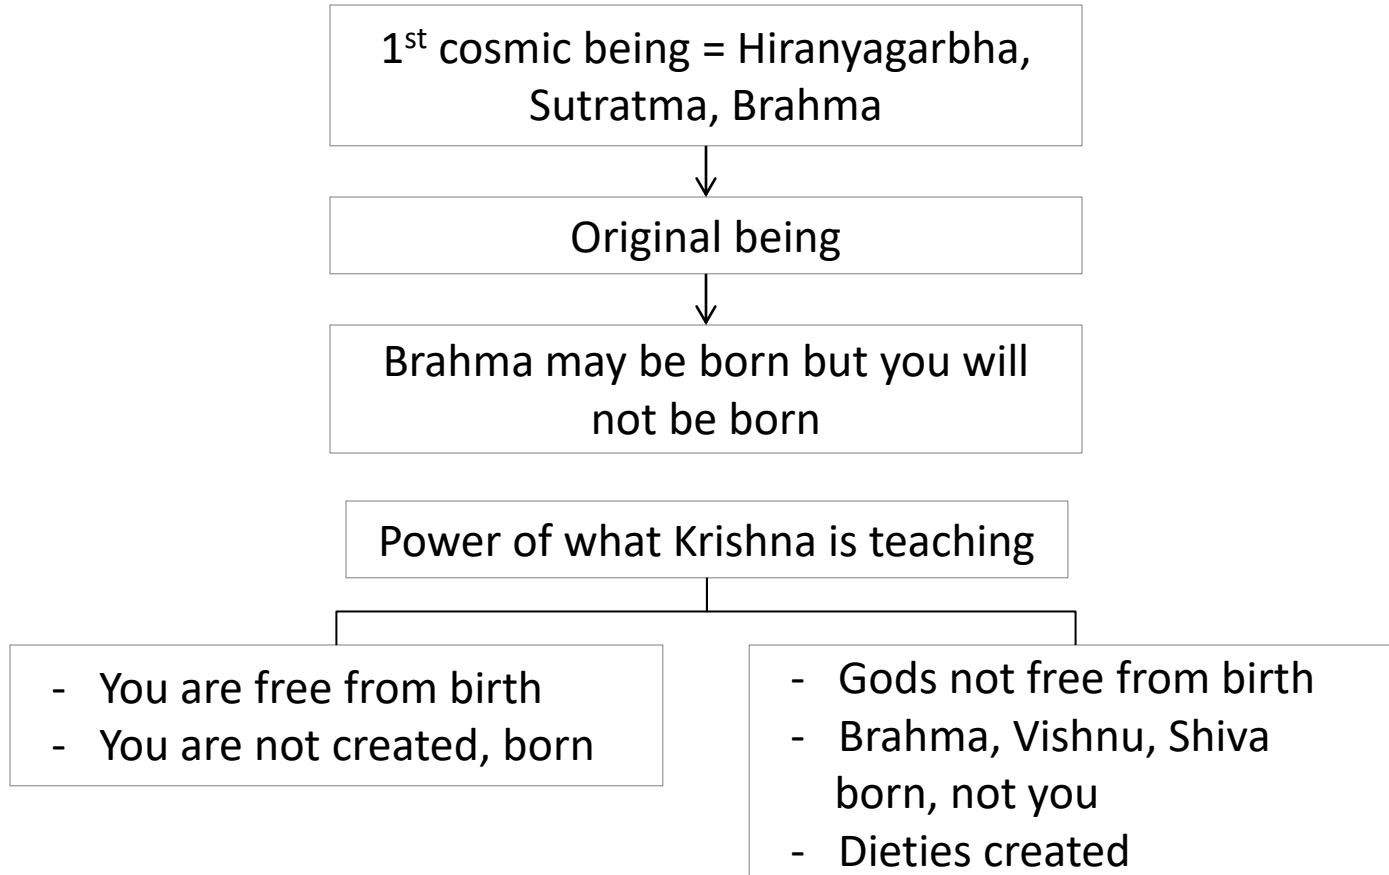 1st cosmic being = Hiranyagarbha,
Sutratma, Brahma
Original being
Brahma may be born but you will
not be born
Power of what Krishna is teaching
- You are free from birth
- You are not created, born
- Gods not free from birth
- Brahma, Vishnu, Shiva
born, not you
- Dieties created